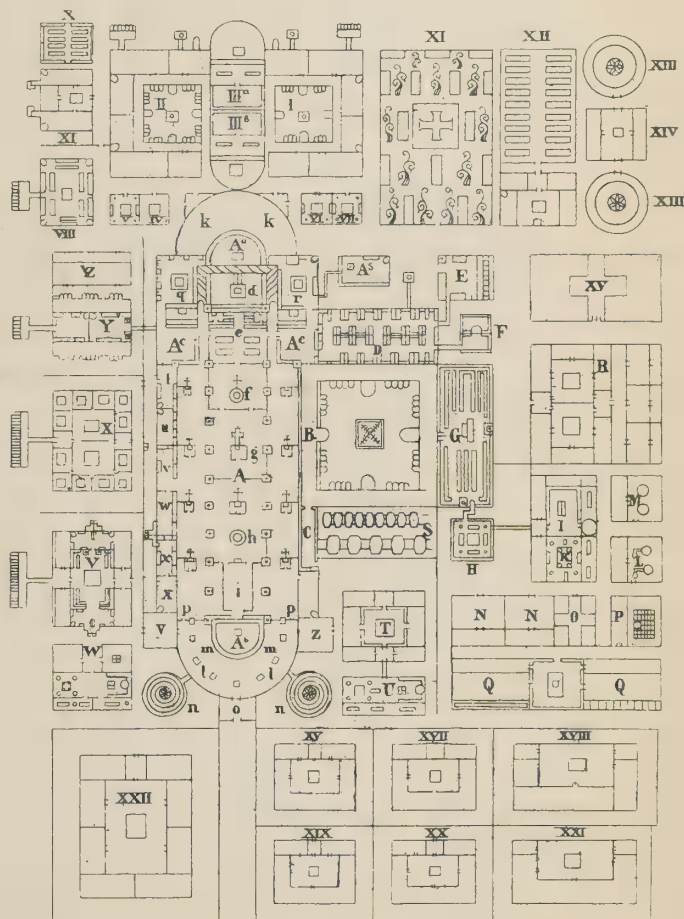 X XI XII
XIII
II IIIa I
IIIb XIV
XI
XIII
VIII V IV VI VII
k k
Aa
Z As E XV
q d r
Y e D F
Ac Ac
R
t f
u
X B G
v g
A
w M
h C S I
V x H K L
i
X N N O P
p p
y Ab z T
W m m
l l U Q Q
n o n
XV XVII XVIII
XXII
XIX XX XXI